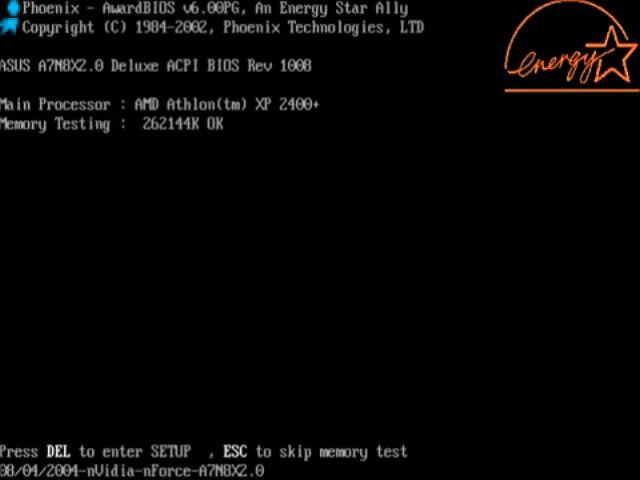 Phoenix - AwardBIOS v6.00PG, An Energy Star Ally
Copyright (C) 1984-2002, Phoenix Technologies, LTD
energy
ASUS A7N8X2.0 Deluxe ACPI BIOS Rev 1008
Main Processor : AMD Athlon(tm) XP 2400+
Memory Testing :  262144K OK
Press DEL to enter SETUP  , ESC to skip memory test
08/04/2004-nVidia-nForce-A7N8X2.0